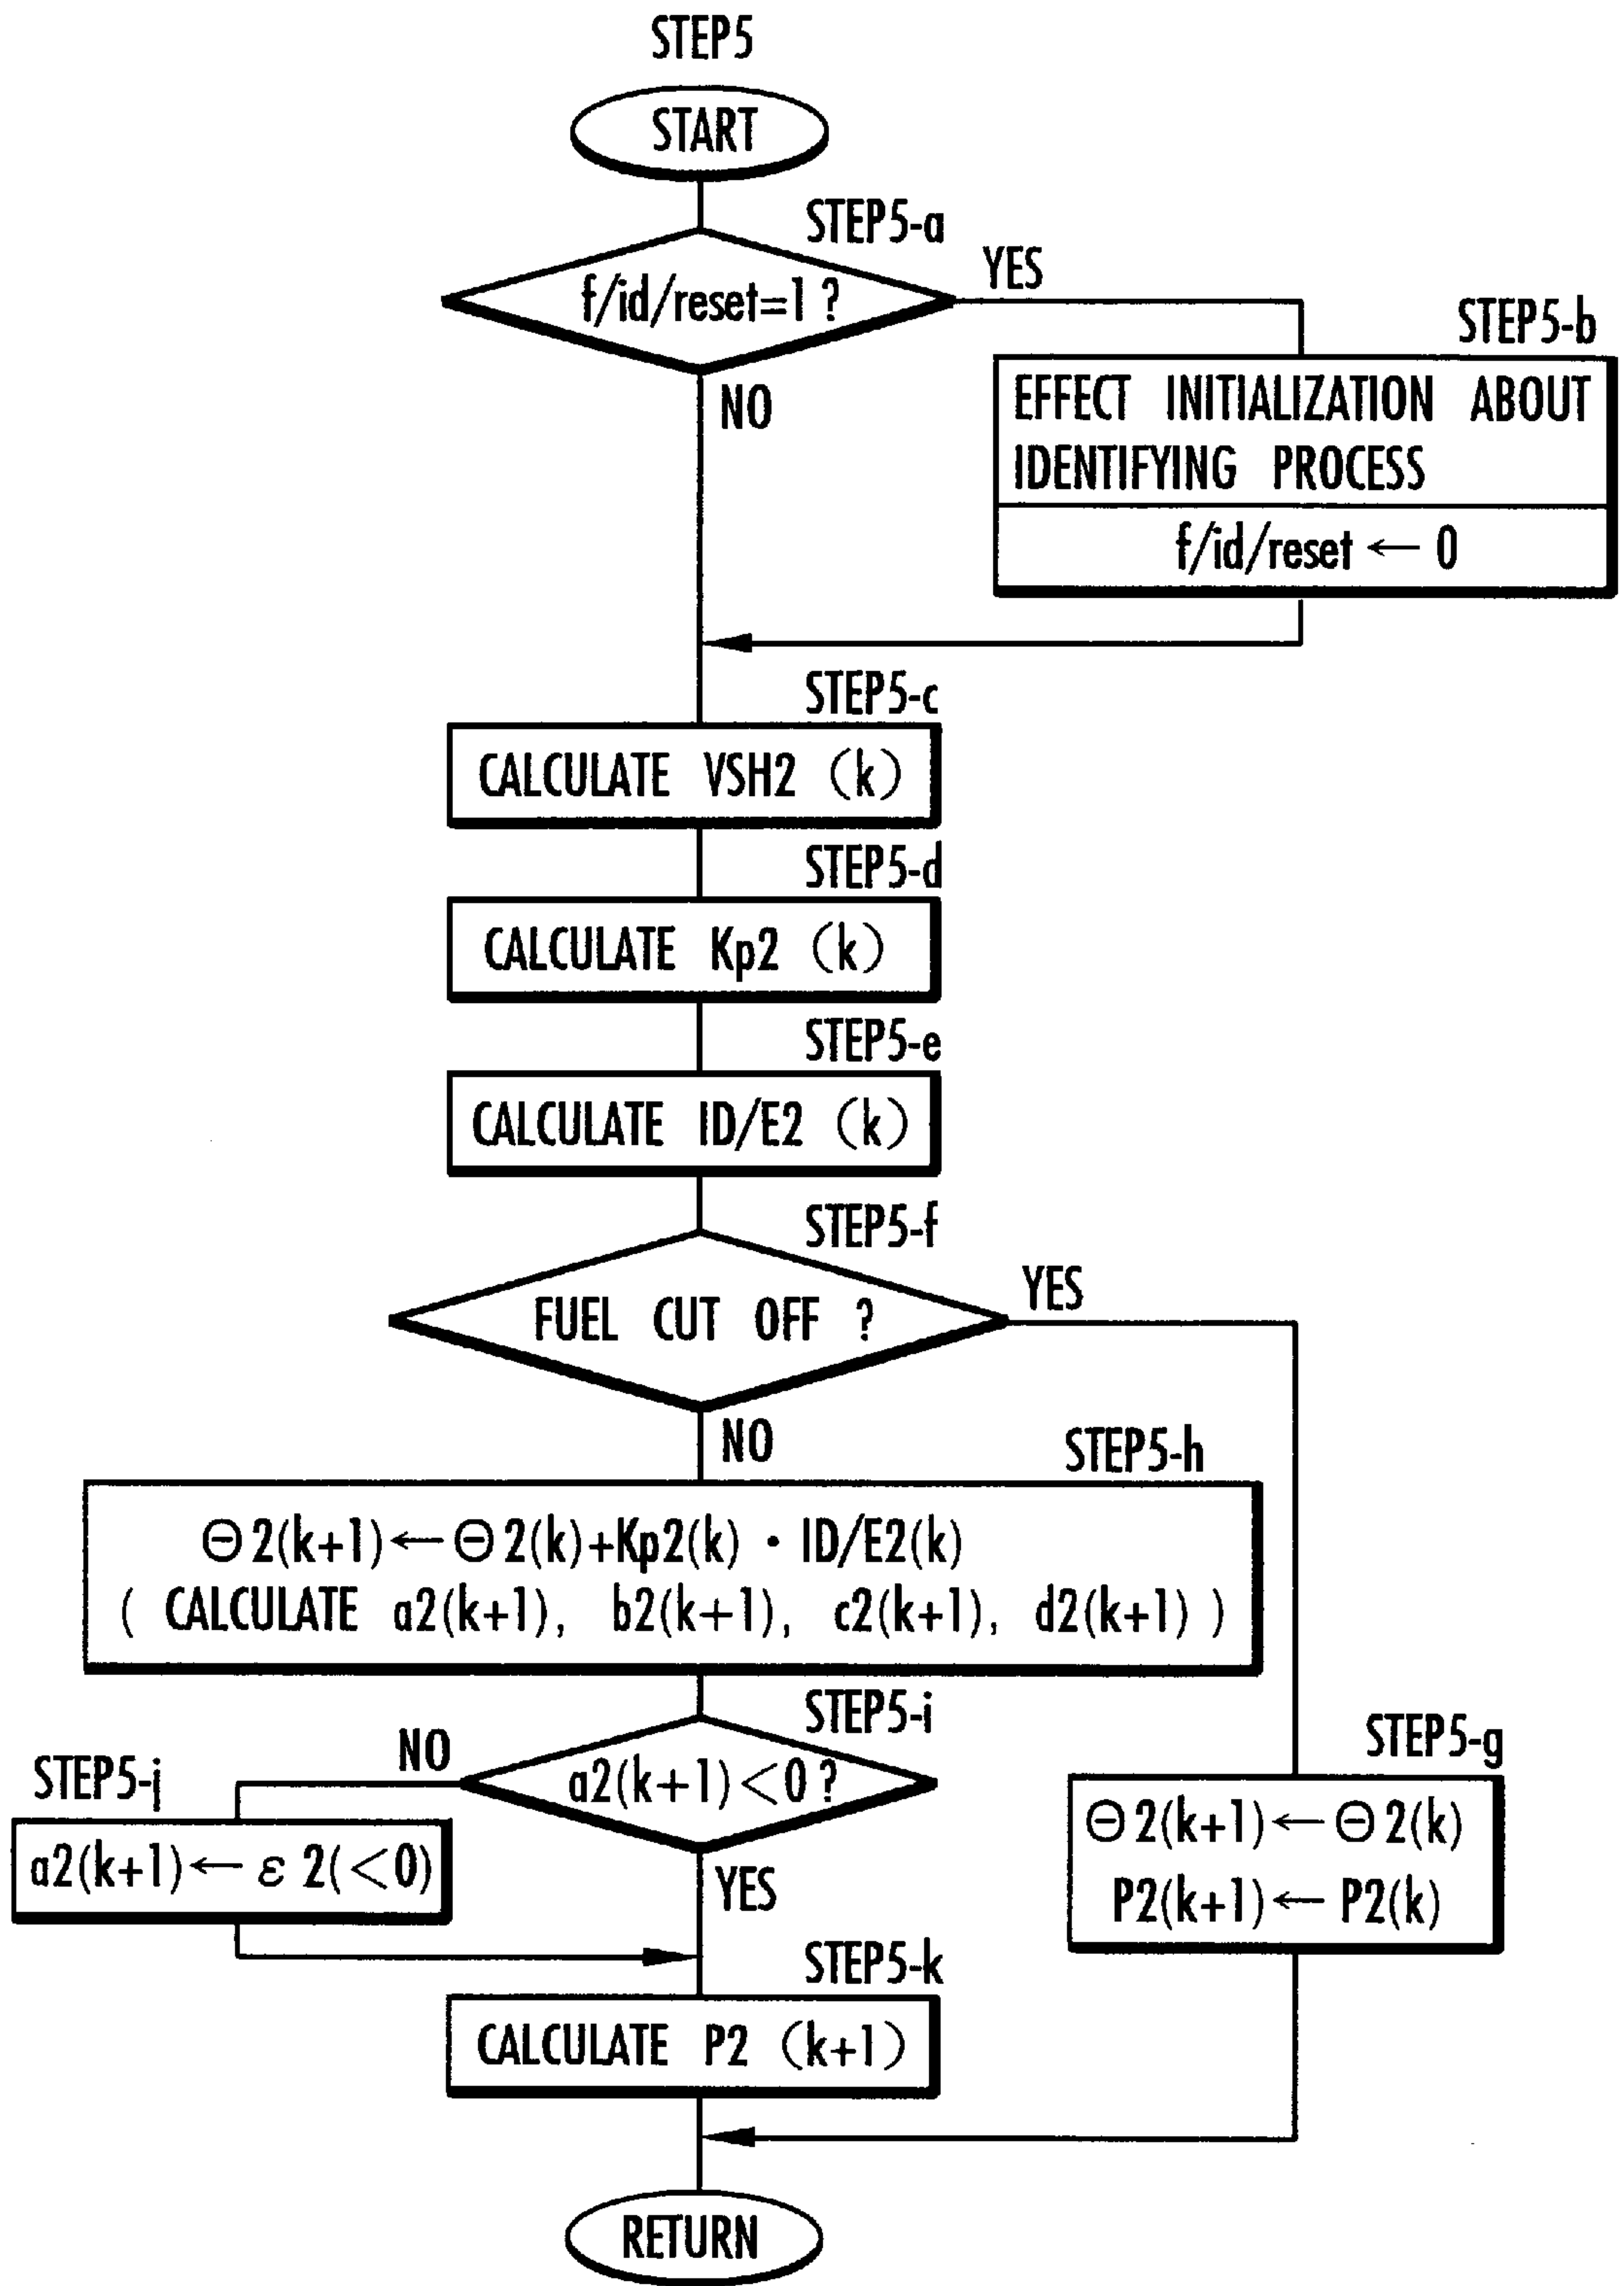 STEP5
START
STEP5-a
f/id/reset=1 ?
YES
NO
STEP5-b
EFFECT INITIALIZATION ABOUT
IDENTIFYING PROCESS
f/id/reset ← 0
STEP5-c
CALCULATE VSH2 (k)
STEP5-d
CALCULATE Kp2 (k)
STEP5-e
CALCULATE ID/E2 (k)
STEP5-f
FUEL CUT OFF ?
YES
NO
STEP5-h
Θ2(k+1)←Θ2(k)+Kp2(k) · ID/E2(k)
( CALCULATE a2(k+1), b2(k+1), c2(k+1), d2(k+1) )
STEP5-i
a2(k+1)<0 ?
NO
YES
STEP5-j
a2(k+1)← ε 2(<0)
STEP5-g
Θ2(k+1)←Θ2(k)
P2(k+1)← P2(k)
STEP5-k
CALCULATE P2 (k+1)
RETURN